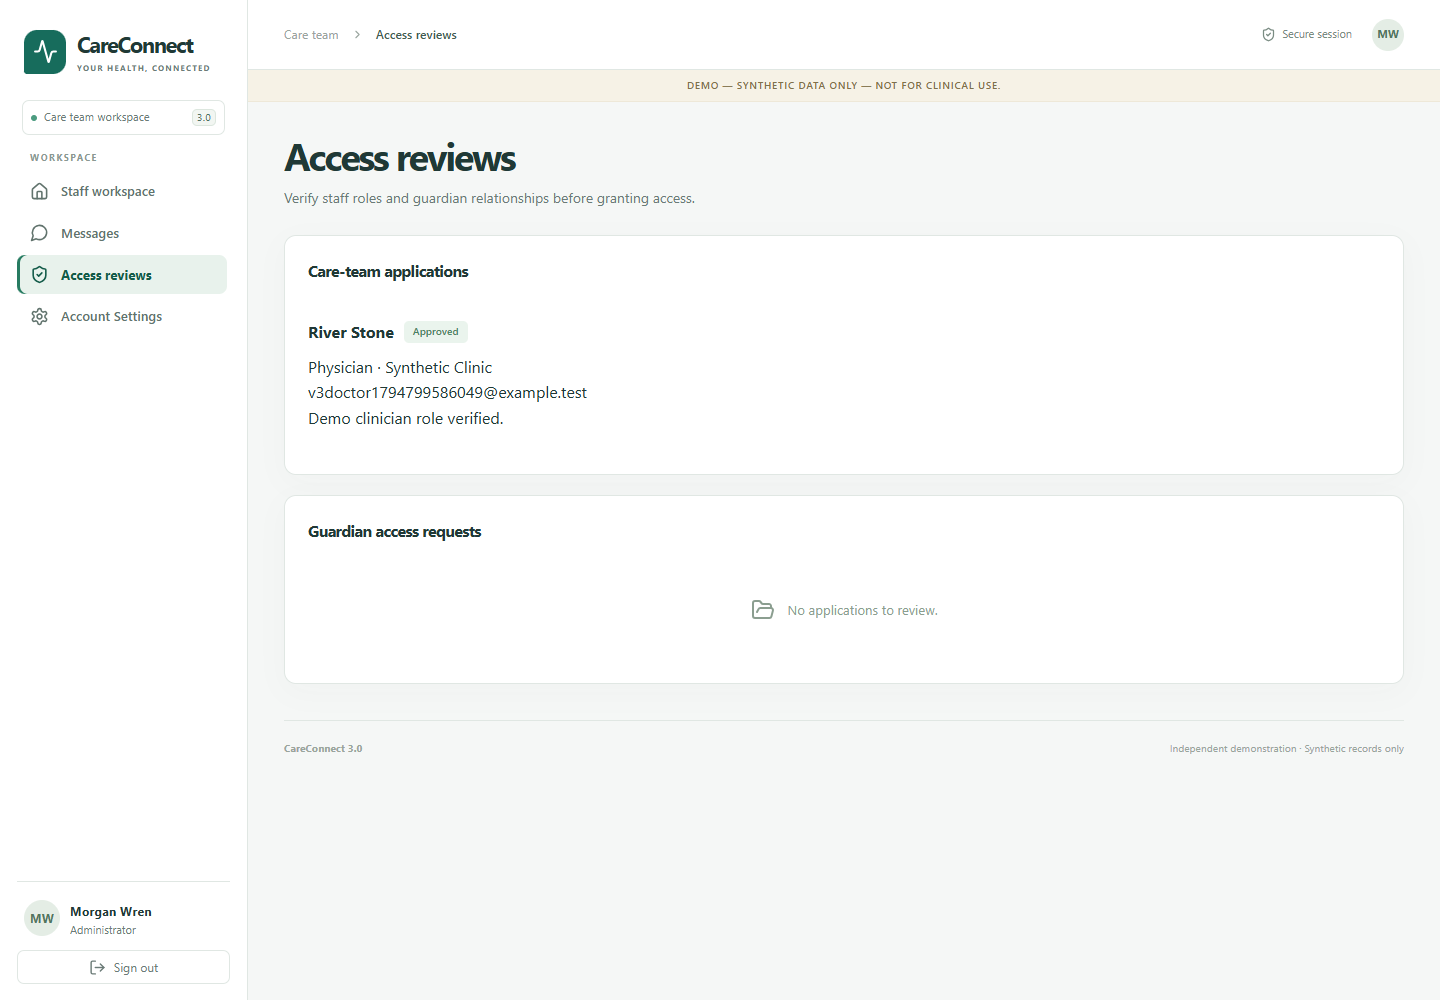 CareConnect
YOUR HEALTH, CONNECTED
Care team workspace 3.0
WORKSPACE
Staff workspace
Messages
Access reviews
Account Settings
Morgan Wren
MW
Administrator
Sign out
Care team > Access reviews
Secure session MW
DEMO — SYNTHETIC DATA ONLY — NOT FOR CLINICAL USE.
Access reviews
Verify staff roles and guardian relationships before granting access.
Care-team applications
River Stone Approved
Physician · Synthetic Clinic
v3doctor1794799586049@example.test
Demo clinician role verified.
Guardian access requests
No applications to review.
CareConnect 3.0
Independent demonstration · Synthetic records only